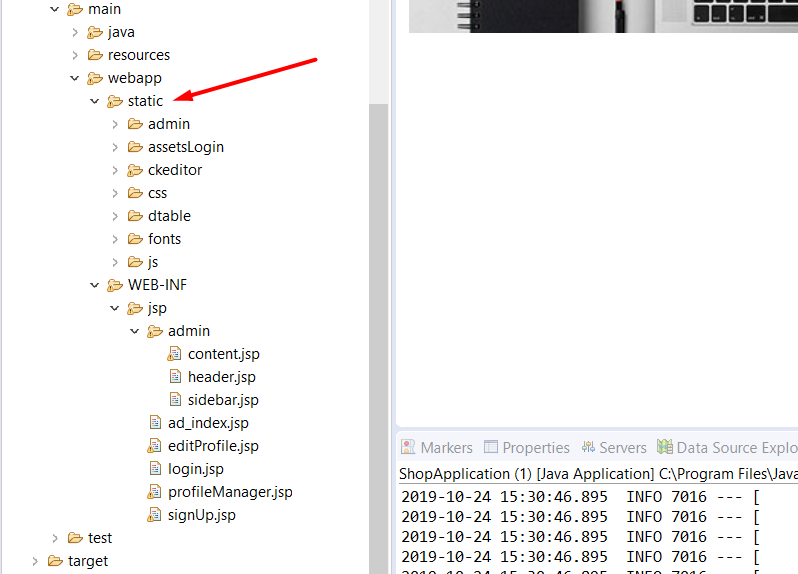 main
java
resources
webapp
static
admin
assetsLogin
ckeditor
css
dtable
fonts
js
WEB-INF
jsp
admin
content.jsp
header.jsp
sidebar.jsp
ad_index.jsp
editProfile.jsp
login.jsp
profileManager.jsp
signUp.jsp
test
target
Markers Properties Servers Data Source Explo
ShopApplication (1) [Java Application] C:\Program Files\Java
2019-10-24 15:30:46.895 INFO 7016 --- [
2019-10-24 15:30:46.895 INFO 7016 --- [
2019-10-24 15:30:46.895 INFO 7016 --- [
2019-10-24 15:30:46.895 INFO 7016 --- [